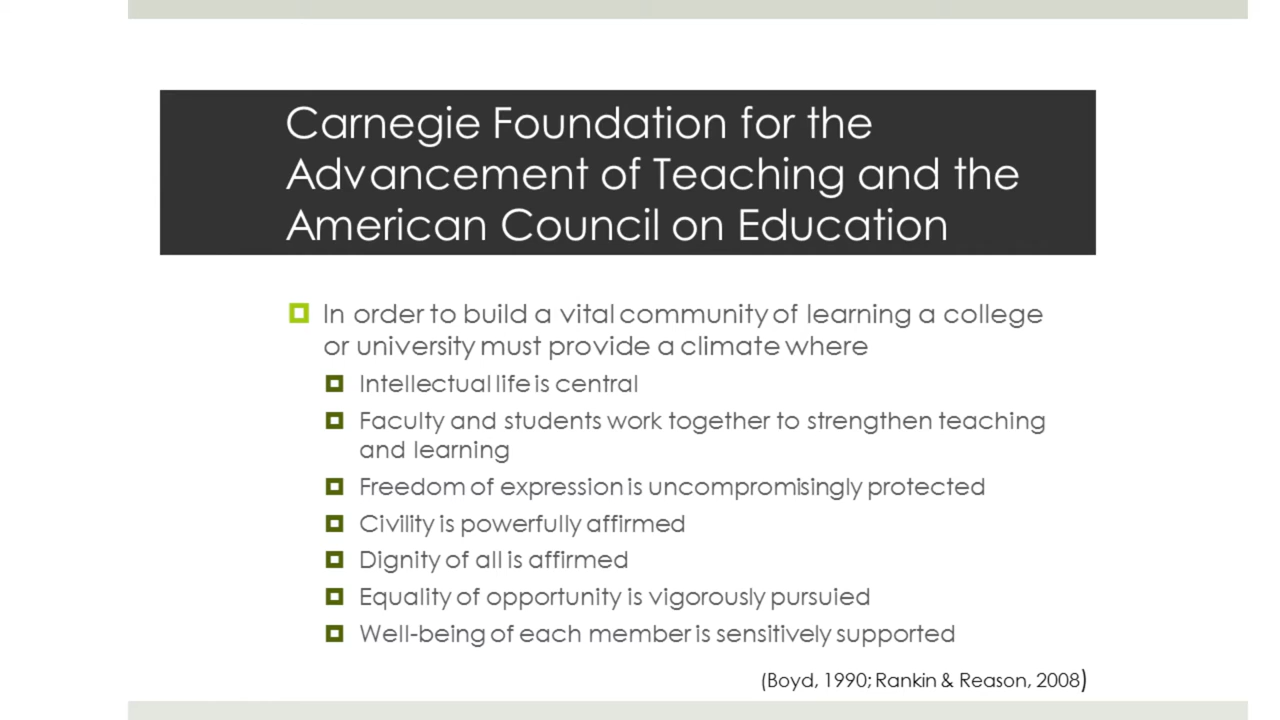 Carnegie Foundation for the
Advancement of Teaching and the
American Council on Education
In order to build a vital community of learning a college
or university must provide a climate where
Intellectual life is central
Faculty and students work together to strengthen teaching
and learning
Freedom of expression is uncompromisingly protected
Civility is powerfully affirmed
Dignity of all is affirmed
Equality of opportunity is vigorously pursuied
Well-being of each member is sensitively supported
(Boyd, 1990; Rankin & Reason, 2008)